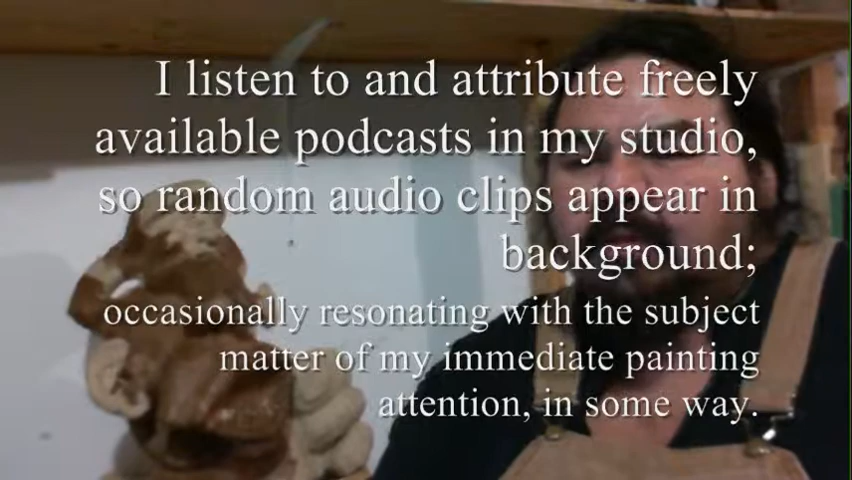 I listen to and attribute freely
available podcasts in my studio,
so random audio clips appear in
background;
occasionally resonating with the subject
matter of my immediate painting
attention, in some way.